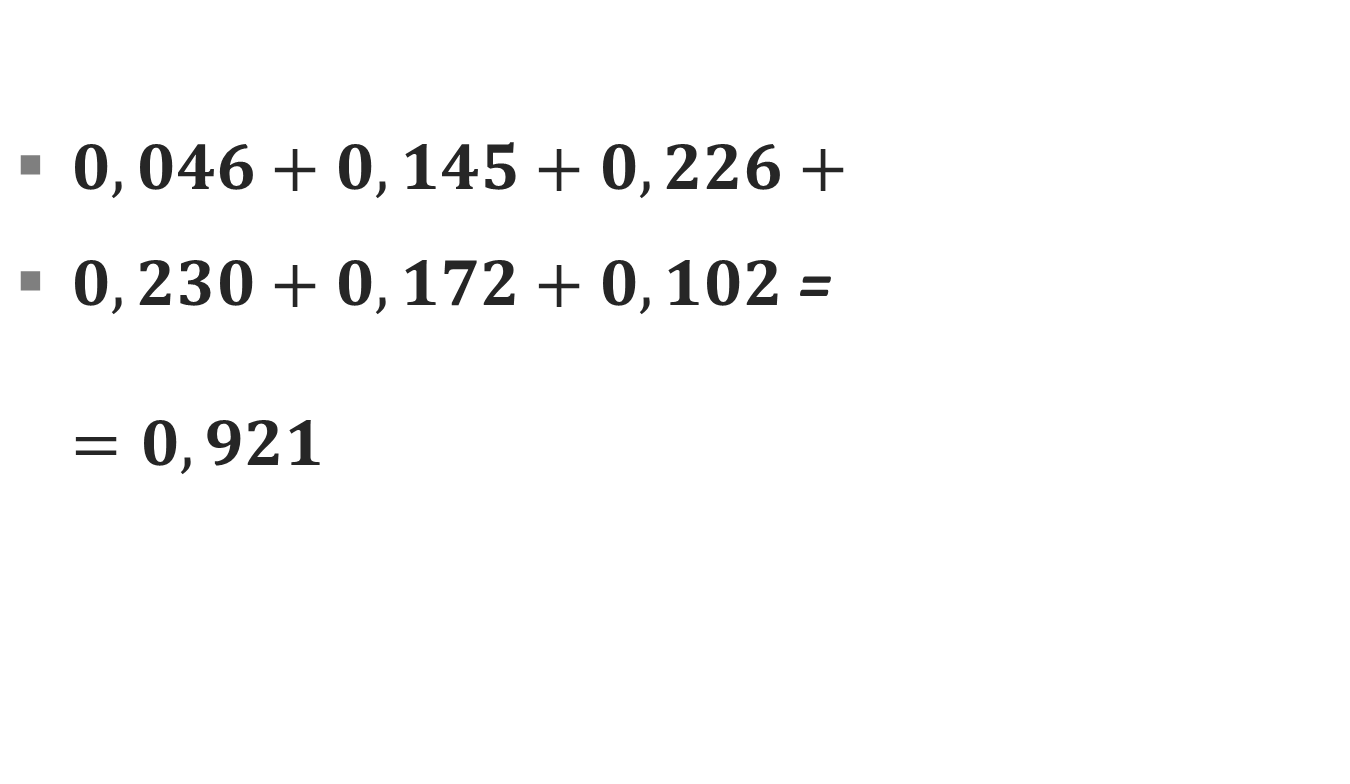 ▪ 0,046 + 0,145 + 0,226 +
▪ 0,230 + 0,172 + 0,102 =
= 0,921